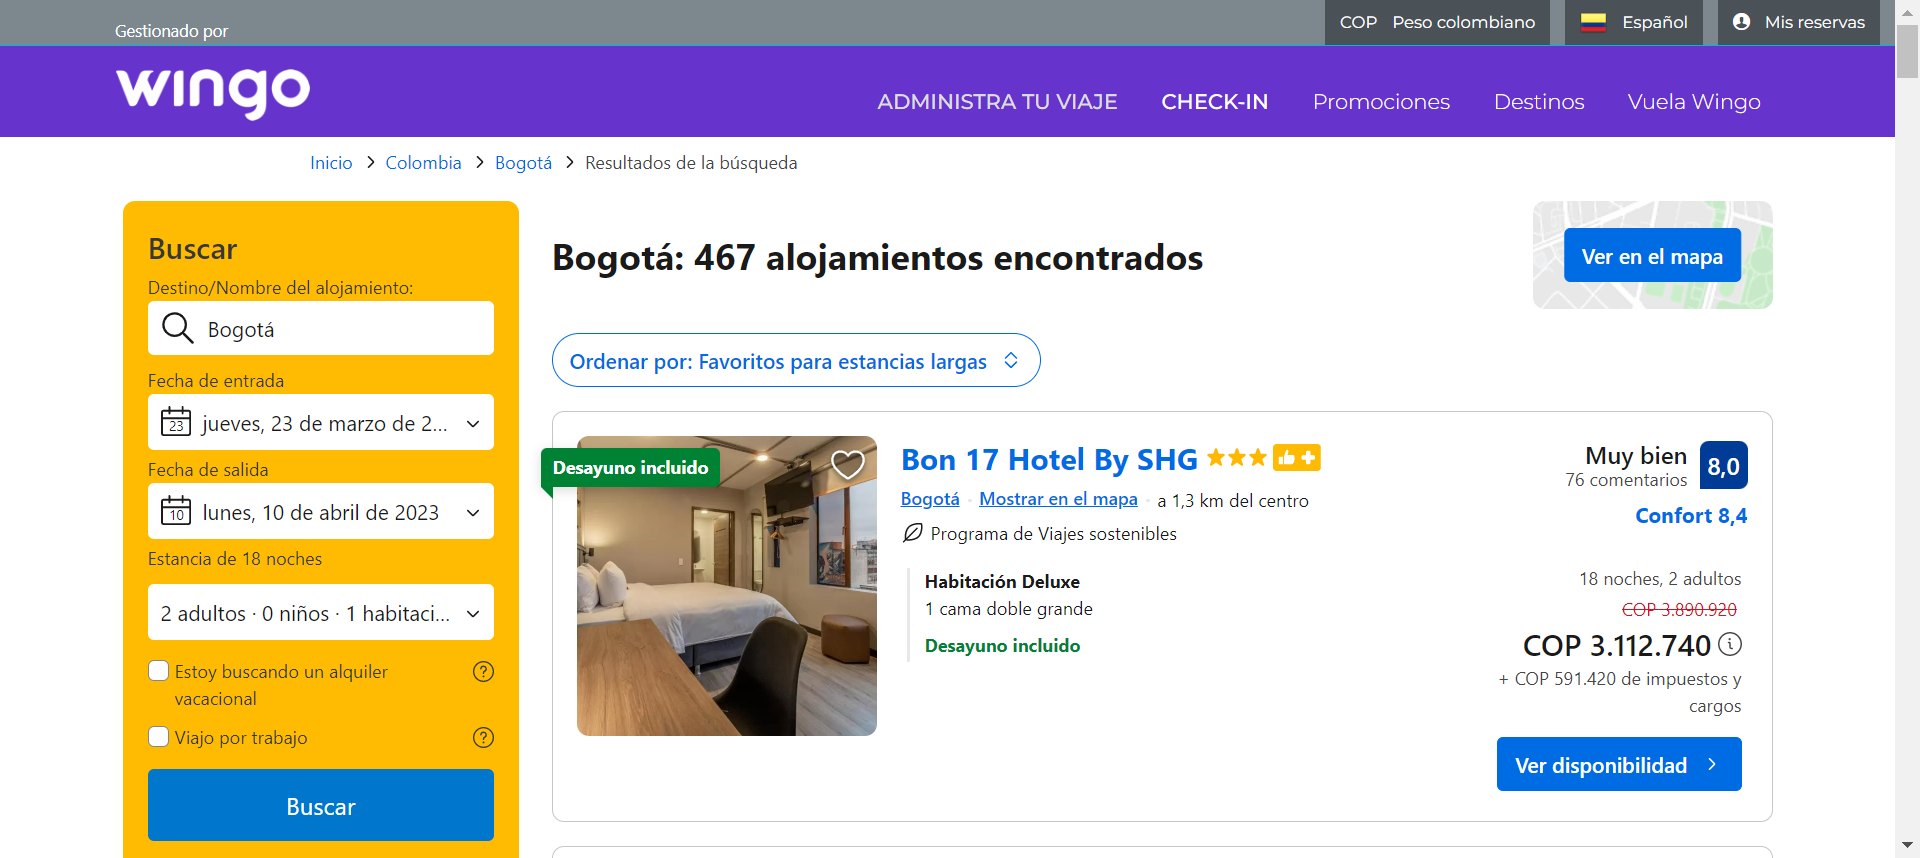 Gestionado por
COP Peso colombiano
Español
Mis reservas
wingo
ADMINISTRA TU VIAJE
CHECK-IN
Promociones
Destinos
Vuela Wingo
Inicio
Colombia
Bogotá
Resultados de la búsqueda
Buscar
Destino/Nombre del alojamiento:
Bogotá
Fecha de entrada
23
jueves, 23 de marzo de 2...
Fecha de salida
10
lunes, 10 de abril de 2023
Estancia de 18 noches
2 adultos · 0 niños · 1 habitaci...
Estoy buscando un alquiler
vacacional
Viajo por trabajo
Buscar
Bogotá: 467 alojamientos encontrados
Ver en el mapa
Ordenar por: Favoritos para estancias largas
Desayuno incluido
Bon 17 Hotel By SHG
Bogotá
Mostrar en el mapa
a 1,3 km del centro
Programa de Viajes sostenibles
Habitación Deluxe
1 cama doble grande
Desayuno incluido
Muy bien
76 comentarios
8,0
Confort 8,4
18 noches, 2 adultos
COP 3.890.920
COP 3.112.740
+ COP 591.420 de impuestos y
cargos
Ver disponibilidad